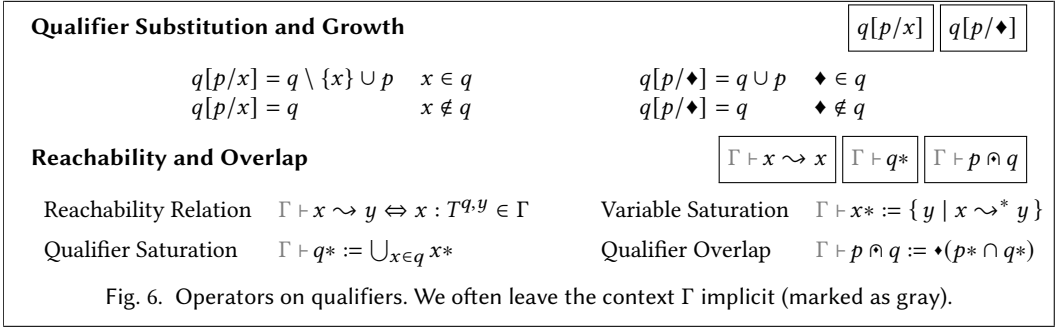 Qualifier Substitution and Growth q[p/x] q[p/♦]
q[p/x] = q \ {x} ∪ p x ∈ q q[p/♦] = q ∪ p ♦ ∈ q
q[p/x] = q x ∉ q q[p/♦] = q ♦ ∉ q
Reachability and Overlap Γ ⊢ x ⇝ x Γ ⊢ q* Γ ⊢ p ⋒ q
Reachability Relation Γ ⊢ x ⇝ y ⇔ x : T^{q,y} ∈ Γ Variable Saturation Γ ⊢ x* := { y | x ⇝* y }
Qualifier Saturation Γ ⊢ q* := ⋃_{x∈q} x* Qualifier Overlap Γ ⊢ p ⋒ q := ♦(p* ∩ q*)
Fig. 6. Operators on qualifiers. We often leave the context Γ implicit (marked as gray).